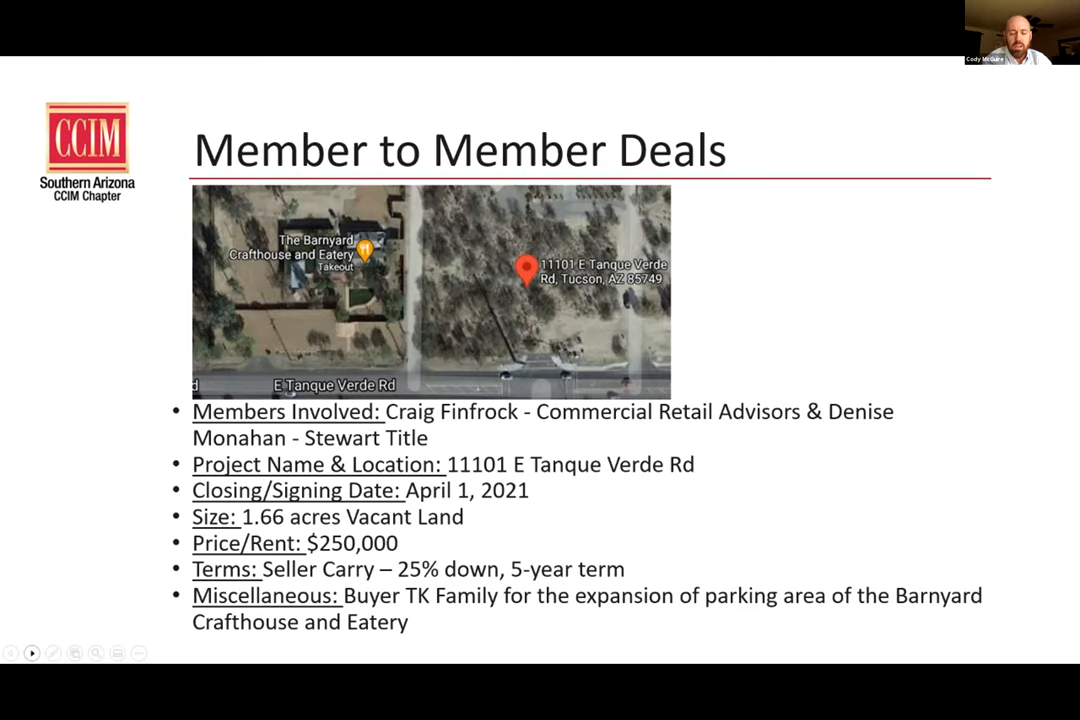 Cody McGuire
CCIM
Southern Arizona
CCIM Chapter
Member to Member Deals
The Barnyard
Crafthouse and Eatery
Takeout
11101 E Tanque Verde
Rd, Tucson, AZ 85749
d
E Tanque Verde Rd
• Members Involved: Craig Finfrock - Commercial Retail Advisors & Denise
Monahan - Stewart Title
• Project Name & Location: 11101 E Tanque Verde Rd
• Closing/Signing Date: April 1, 2021
• Size: 1.66 acres Vacant Land
• Price/Rent: $250,000
• Terms: Seller Carry – 25% down, 5-year term
• Miscellaneous: Buyer TK Family for the expansion of parking area of the Barnyard
Crafthouse and Eatery